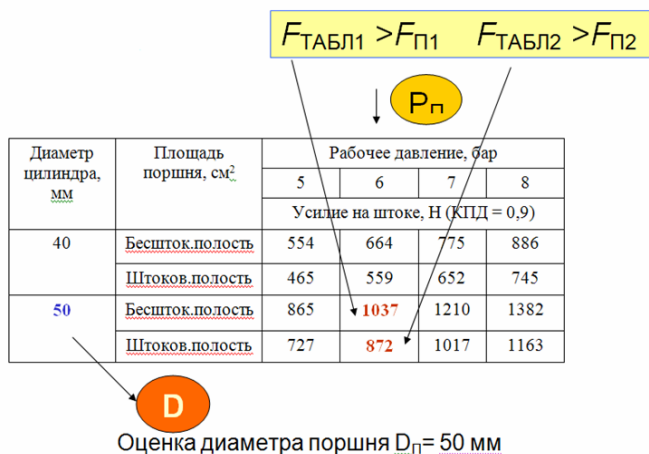 FТАБЛ1 >FП1 FТАБЛ2 >FП2
Pп
Диаметр цилиндра, мм Площадь поршня, см2 Рабочее давление, бар
5 6 7 8
Усилие на штоке, Н (КПД = 0,9)
40 Бесшток.полость 554 664 775 886
Штоков.полость 465 559 652 745
50 Бесшток.полость 865 1037 1210 1382
Штоков.полость 727 872 1017 1163
D
Оценка диаметра поршня DП= 50 мм